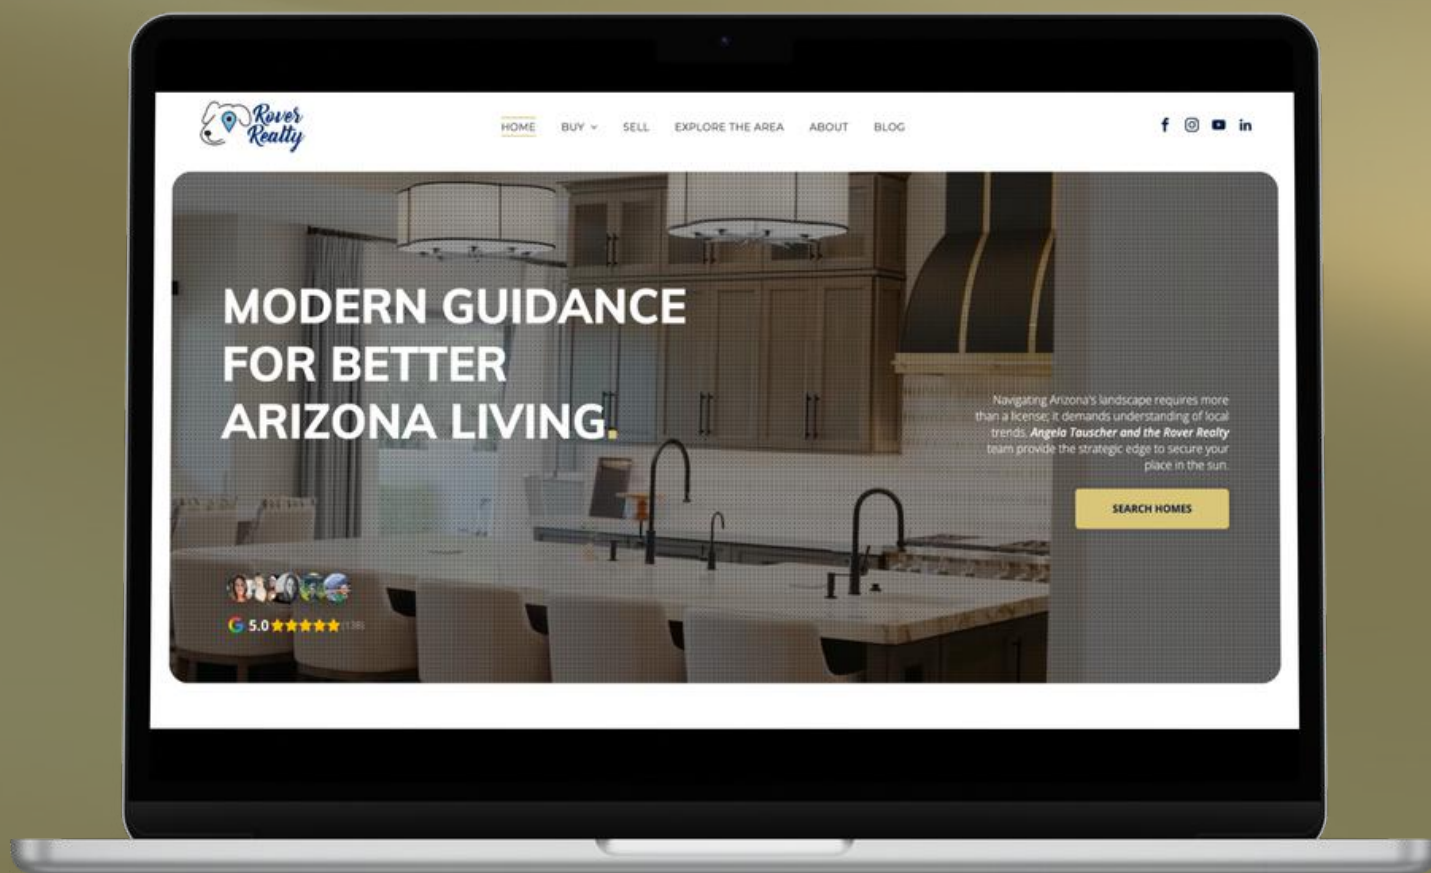 Rover
Realty
HOME
BUY
SELL
EXPLORE THE AREA
ABOUT
BLOG
MODERN GUIDANCE
FOR BETTER
ARIZONA LIVING.
Navigating Arizona's landscape requires more
than a license; it demands understanding of local
trends. Angela Tauscher and the Rover Realty
team provide the strategic edge to secure your
place in the sun.
SEARCH HOMES
5.0